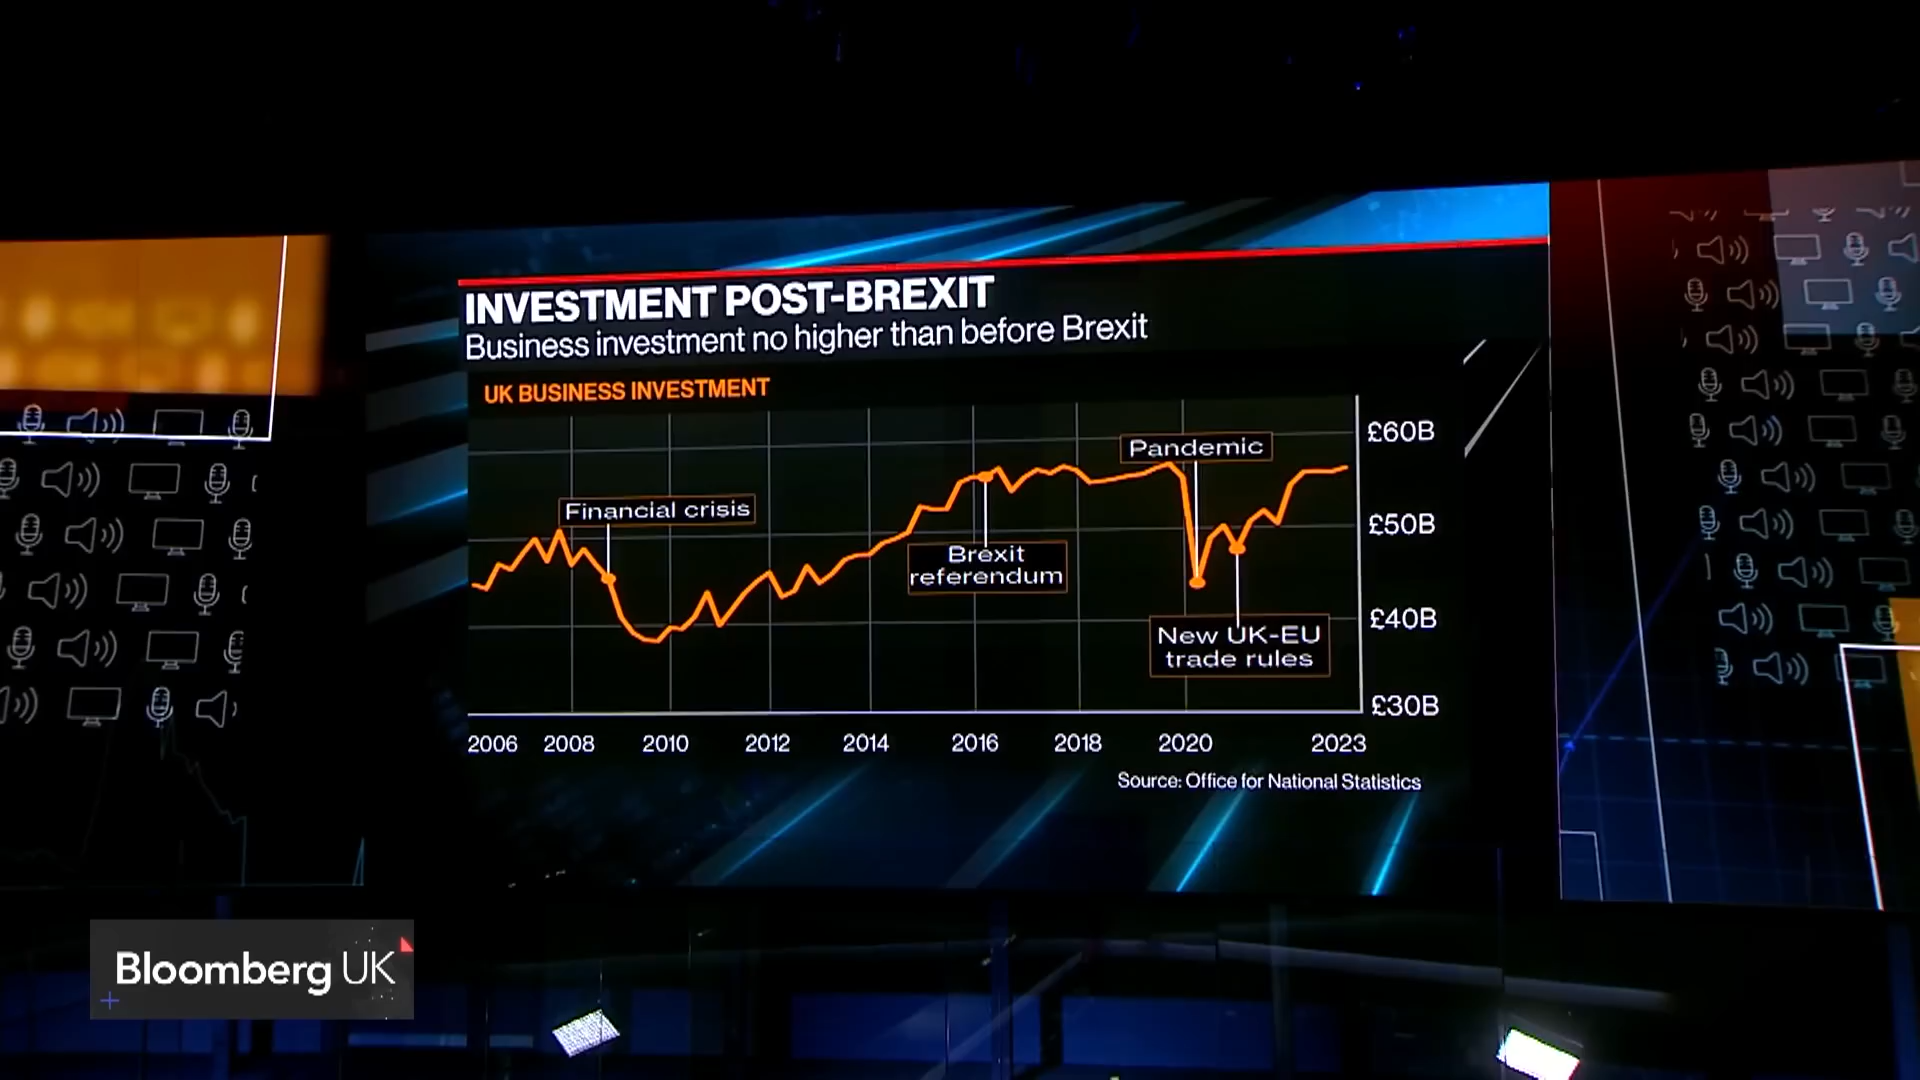 INVESTMENT POST-BREXIT
Business investment no higher than before Brexit
UK BUSINESS INVESTMENT
£60B
Pandemic
Financial crisis
£50B
Brexit
referendum
£40B
New UK-EU
trade rules
£30B
2006 2008 2010 2012 2014 2016 2018 2020 2023
Source: Office for National Statistics
Bloomberg UK